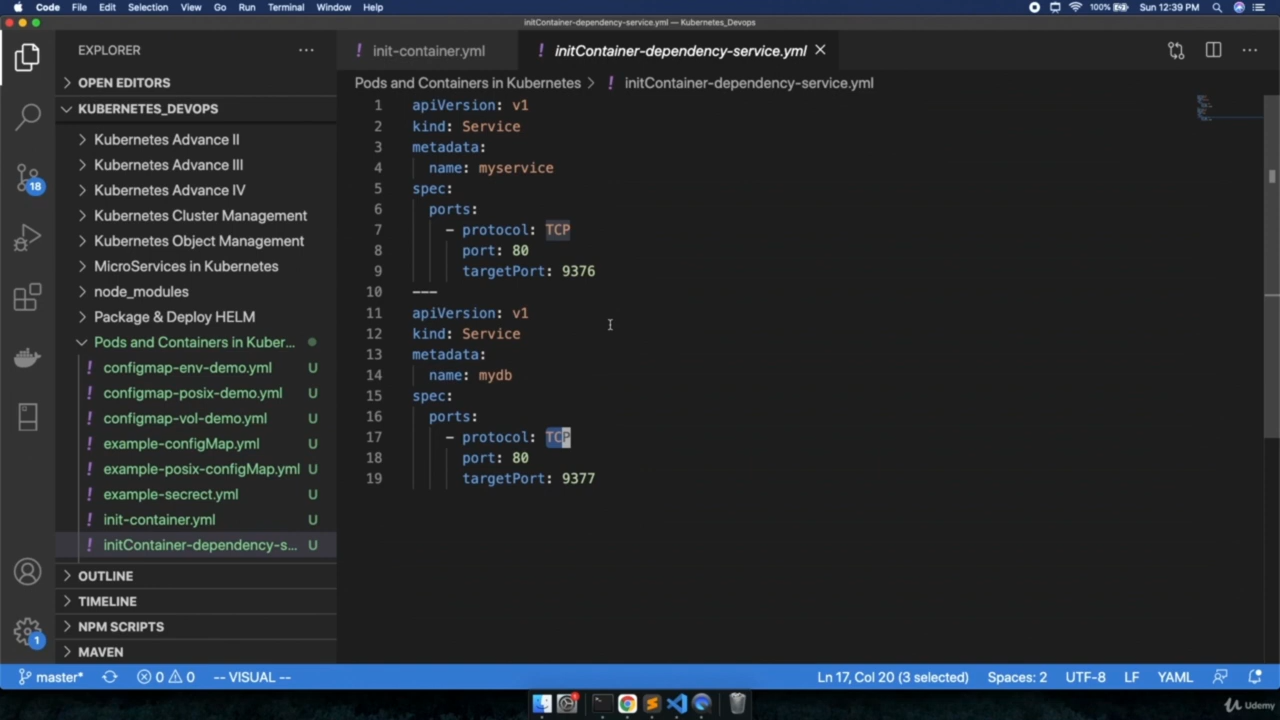 Code File Edit Selection View Go Run Terminal Window Help 100% Sun 12:39 PM
initContainer-dependency-service.yml — Kubernetes_Devops
EXPLORER
OPEN EDITORS
KUBERNETES_DEVOPS
Kubernetes Advance II
Kubernetes Advance III
Kubernetes Advance IV
Kubernetes Cluster Management
Kubernetes Object Management
MicroServices in Kubernetes
node_modules
Package & Deploy HELM
Pods and Containers in Kuber...
! configmap-env-demo.yml U
! configmap-posix-demo.yml U
! configmap-vol-demo.yml U
! example-configMap.yml U
! example-posix-configMap.yml U
! example-secrect.yml U
! init-container.yml U
! initContainer-dependency-s... U
OUTLINE
TIMELINE
NPM SCRIPTS
MAVEN
18
1
! init-container.yml
! initContainer-dependency-service.yml
Pods and Containers in Kubernetes > ! initContainer-dependency-service.yml
1 apiVersion: v1
2 kind: Service
3 metadata:
4 name: myservice
5 spec:
6 ports:
7 - protocol: TCP
8 port: 80
9 targetPort: 9376
10 ---
11 apiVersion: v1
12 kind: Service
13 metadata:
14 name: mydb
15 spec:
16 ports:
17 - protocol: TCP
18 port: 80
19 targetPort: 9377
master* 0 0 -- VISUAL -- Ln 17, Col 20 (3 selected) Spaces: 2 UTF-8 LF YAML
Udemy